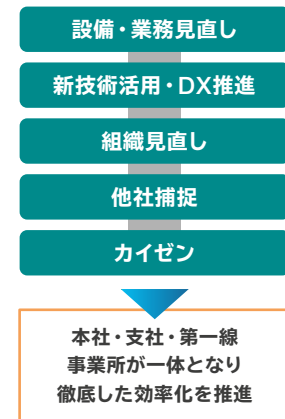 設備・業務見直し
新技術活用・DX推進
組織見直し
他社捕捉
カイゼン
本社・支社・第一線
事業所が一体となり
徹底した効率化を推進